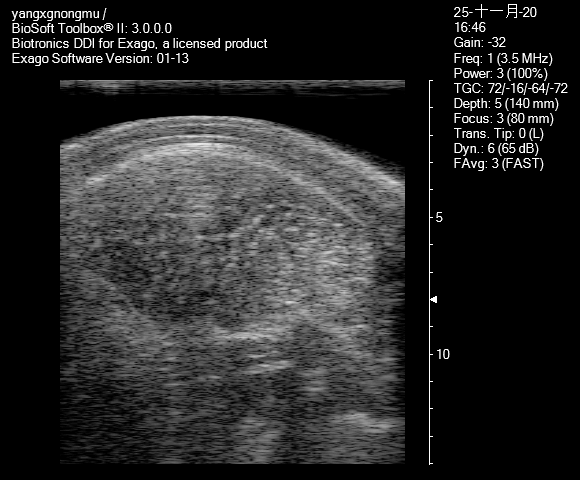 yangxgnongmu /
BioSoft Toolbox® II: 3.0.0.0
Biotronics DDI for Exago, a licensed product
Exago Software Version: 01-13
25-十一月-20
16:46
Gain: -32
Freq: 1 (3.5 MHz)
Power: 3 (100%)
TGC: 72/-16/-64/-72
Depth: 5 (140 mm)
Focus: 3 (80 mm)
Trans. Tip: 0 (L)
Dyn.: 6 (65 dB)
FAvg: 3 (FAST)
5
10